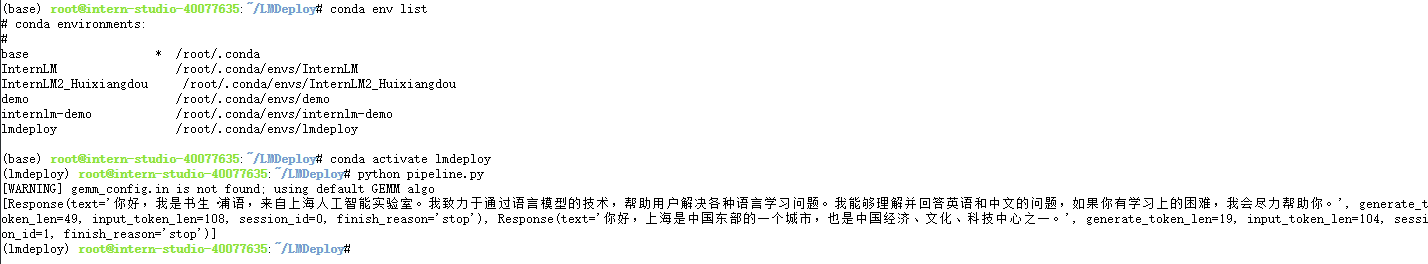 (base) root@intern-studio-40077635:~/LMDeploy# conda env list
# conda environments:
#
base                  *  /root/.conda
InternLM                 /root/.conda/envs/InternLM
InternLM2_Huixiangdou     /root/.conda/envs/InternLM2_Huixiangdou
demo                     /root/.conda/envs/demo
internlm-demo            /root/.conda/envs/internlm-demo
lmdeploy                 /root/.conda/envs/lmdeploy
(base) root@intern-studio-40077635:~/LMDeploy# conda activate lmdeploy
(lmdeploy) root@intern-studio-40077635:~/LMDeploy# python pipeline.py
[WARNING] gemm_config.in is not found; using default GEMM algo
[Response(text='你好，我是书生·浦语，来自上海人工智能实验室。我致力于通过语言模型的技术，帮助用户解决各种语言学习问题。我能够理解并回答英语和中文的问题，如果你有学习上的困难，我会尽力帮助你。', generate_t
oken_len=49, input_token_len=108, session_id=0, finish_reason='stop'), Response(text='你好，上海是中国东部的一个城市，也是中国经济、文化、科技中心之一。', generate_token_len=19, input_token_len=104, sessi
on_id=1, finish_reason='stop')]
(lmdeploy) root@intern-studio-40077635:~/LMDeploy#